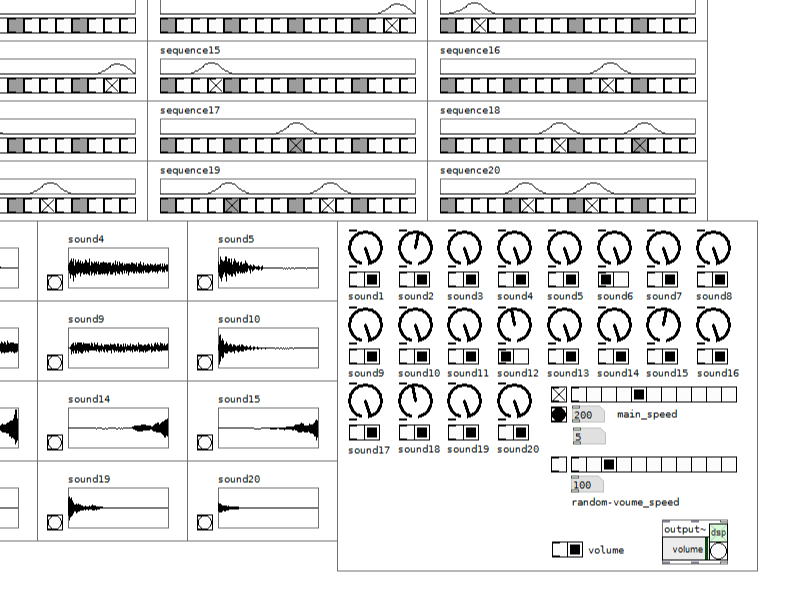 sequence15 sequence16
sequence17 sequence18
sequence19 sequence20
sound4 sound5
sound9 sound10
sound14 sound15
sound19 sound20
sound1 sound2 sound3 sound4 sound5 sound6 sound7 sound8
sound9 sound10 sound11 sound12 sound13 sound14 sound15 sound16
sound17 sound18 sound19 sound20
200 main_speed
5
100
random-voume_speed
volume
output~ dsp
volume